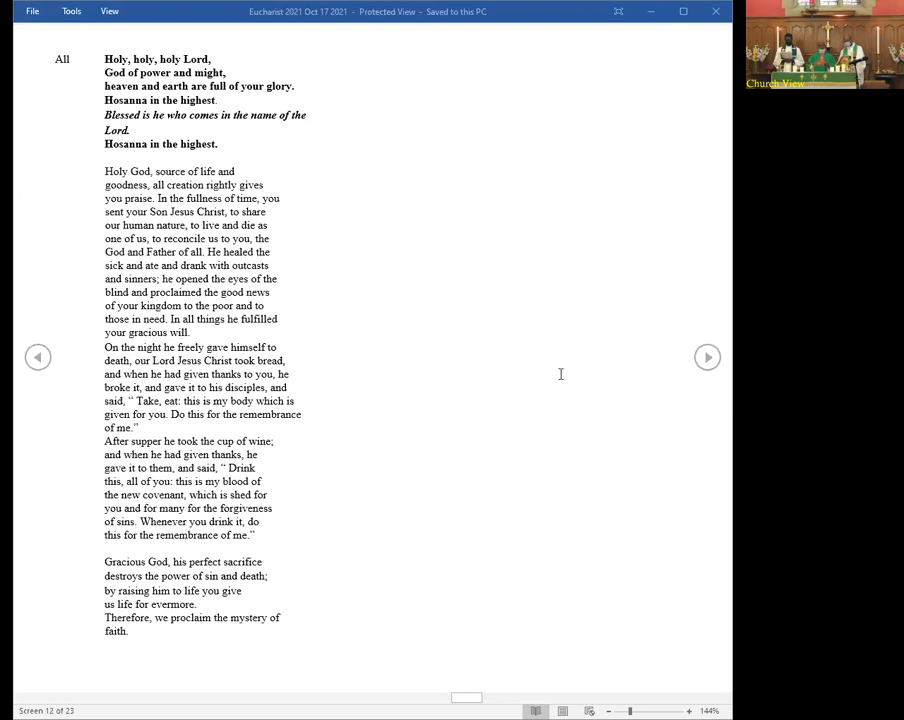 File Tools View Eucharist 2021 Oct 17 2021 - Protected View - Saved to this PC
Church View
All Holy, holy, holy Lord,
God of power and might,
heaven and earth are full of your glory.
Hosanna in the highest.
Blessed is he who comes in the name of the
Lord.
Hosanna in the highest.
Holy God, source of life and
goodness, all creation rightly gives
you praise. In the fullness of time, you
sent your Son Jesus Christ, to share
our human nature, to live and die as
one of us, to reconcile us to you, the
God and Father of all. He healed the
sick and ate and drank with outcasts
and sinners; he opened the eyes of the
blind and proclaimed the good news
of your kingdom to the poor and to
those in need. In all things he fulfilled
your gracious will.
On the night he freely gave himself to
death, our Lord Jesus Christ took bread,
and when he had given thanks to you, he
broke it, and gave it to his disciples, and
said, “ Take, eat: this is my body which is
given for you. Do this for the remembrance
of me.”
After supper he took the cup of wine;
and when he had given thanks, he
gave it to them, and said, “ Drink
this, all of you: this is my blood of
the new covenant, which is shed for
you and for many for the forgiveness
of sins. Whenever you drink it, do
this for the remembrance of me.”
Gracious God, his perfect sacrifice
destroys the power of sin and death;
by raising him to life you give
us life for evermore.
Therefore, we proclaim the mystery of
faith.
Screen 12 of 23 144%